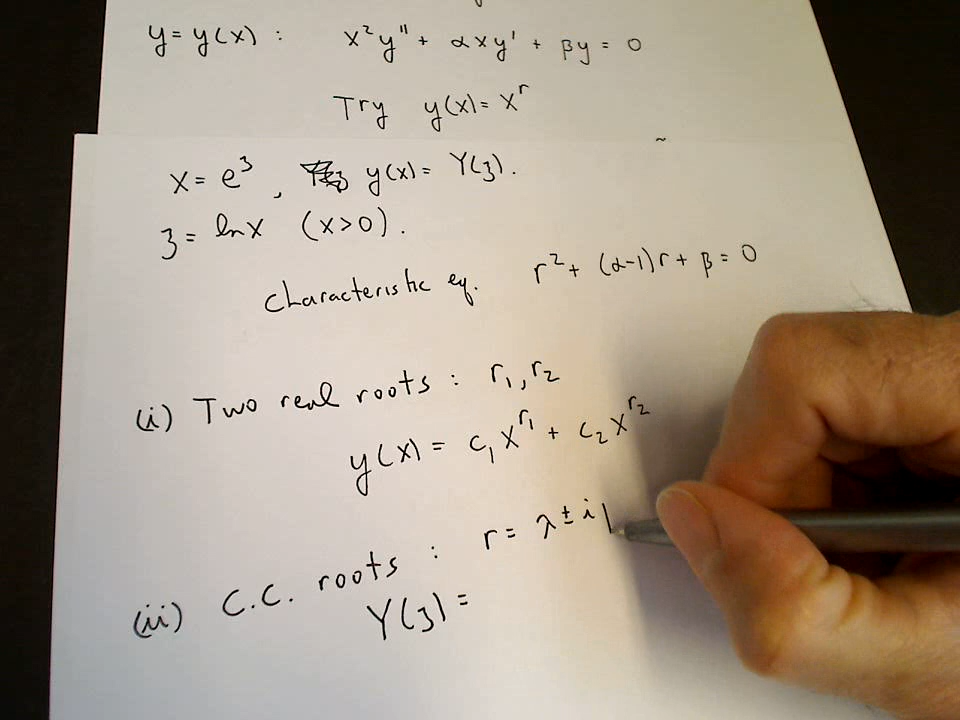 y = y(x) : x²y'' + αxy' + βy = 0
Try y(x) = x^r
x = e^ʒ , y(x) = Y(ʒ).
ʒ = ln x (x>0).
Characteristic eq. r² + (α-1)r + β = 0
(i) Two real roots : r₁, r₂
y(x) = c₁x^r₁ + c₂x^r₂
(ii) C.C. roots : r = λ ± i
Y(ʒ) =